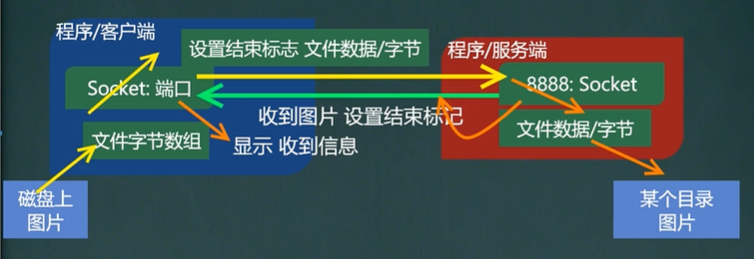 程序/客户端
设置结束标志 文件数据/字节
程序/服务端
Socket: 端口
8888: Socket
收到图片 设置结束标记
文件字节数组
显示 收到信息
文件数据/字节
磁盘上
图片
某个目录
图片